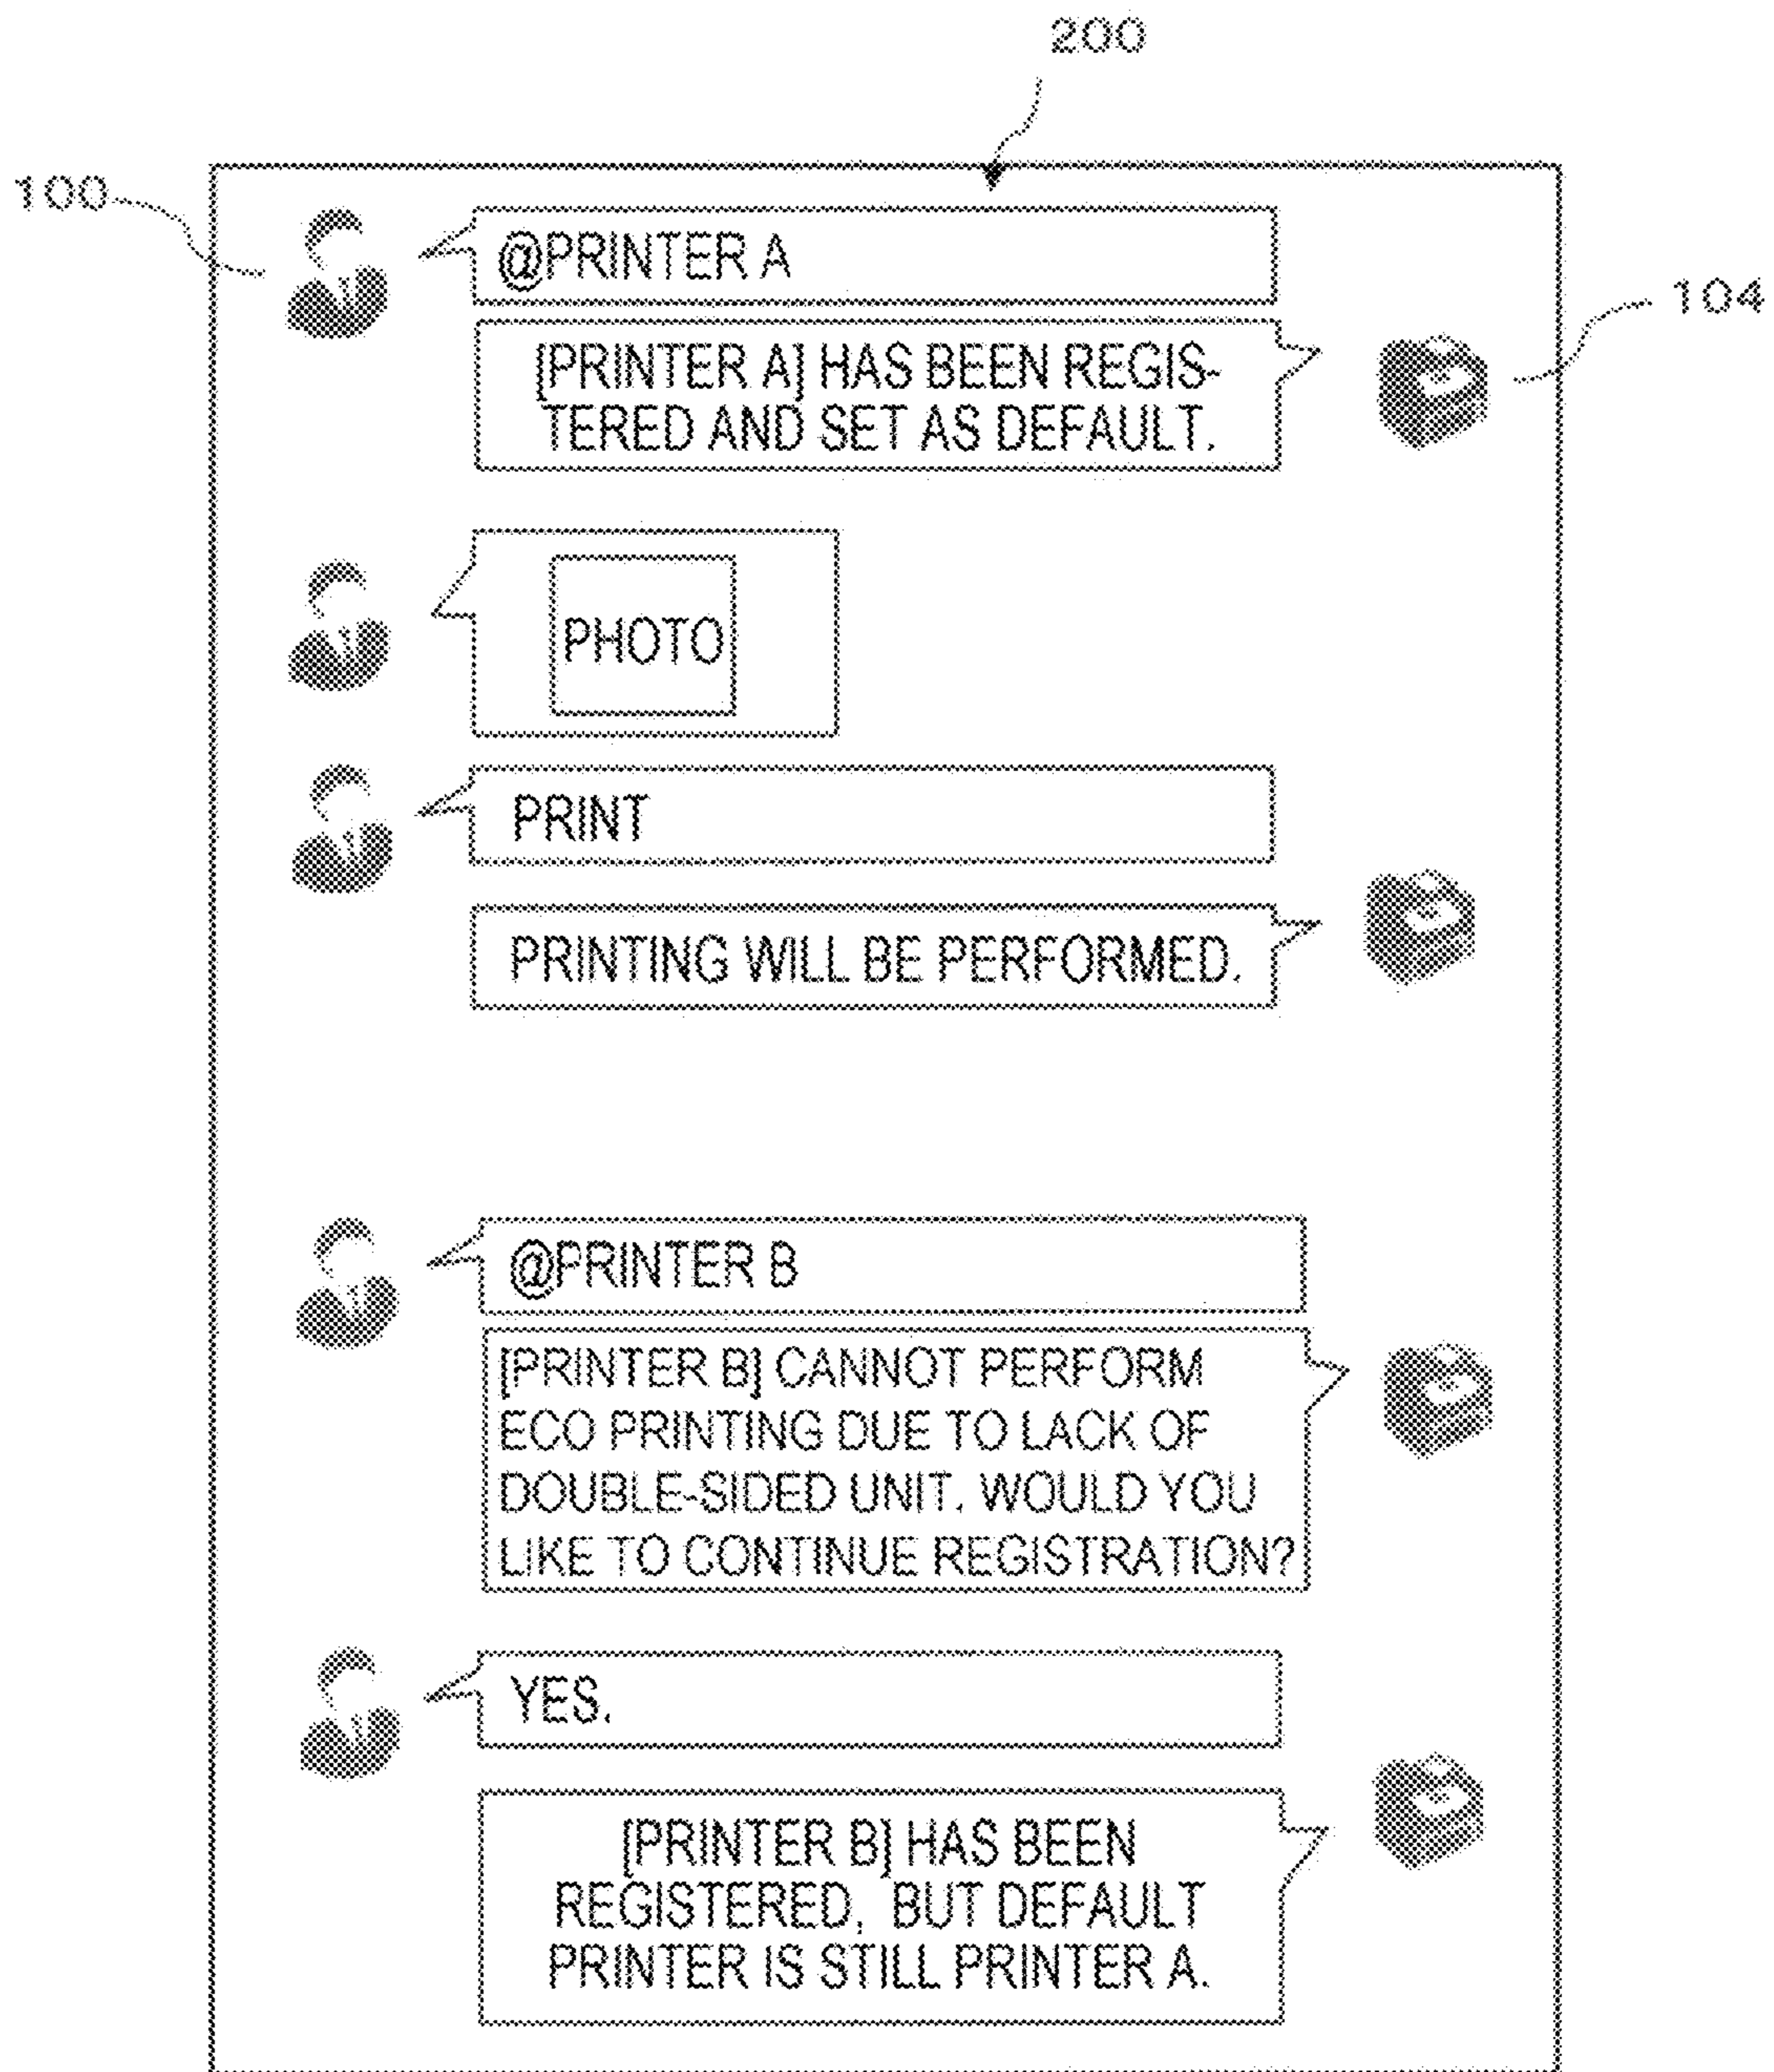 200
100
@PRINTER A
[PRINTER A] HAS BEEN REGIS-
TERED AND SET AS DEFAULT.
104
PHOTO
PRINT
PRINTING WILL BE PERFORMED.
@PRINTER B
[PRINTER B] CANNOT PERFORM
ECO PRINTING DUE TO LACK OF
DOUBLE-SIDED UNIT. WOULD YOU
LIKE TO CONTINUE REGISTRATION?
YES.
[PRINTER B] HAS BEEN
REGISTERED, BUT DEFAULT
PRINTER IS STILL PRINTER A.